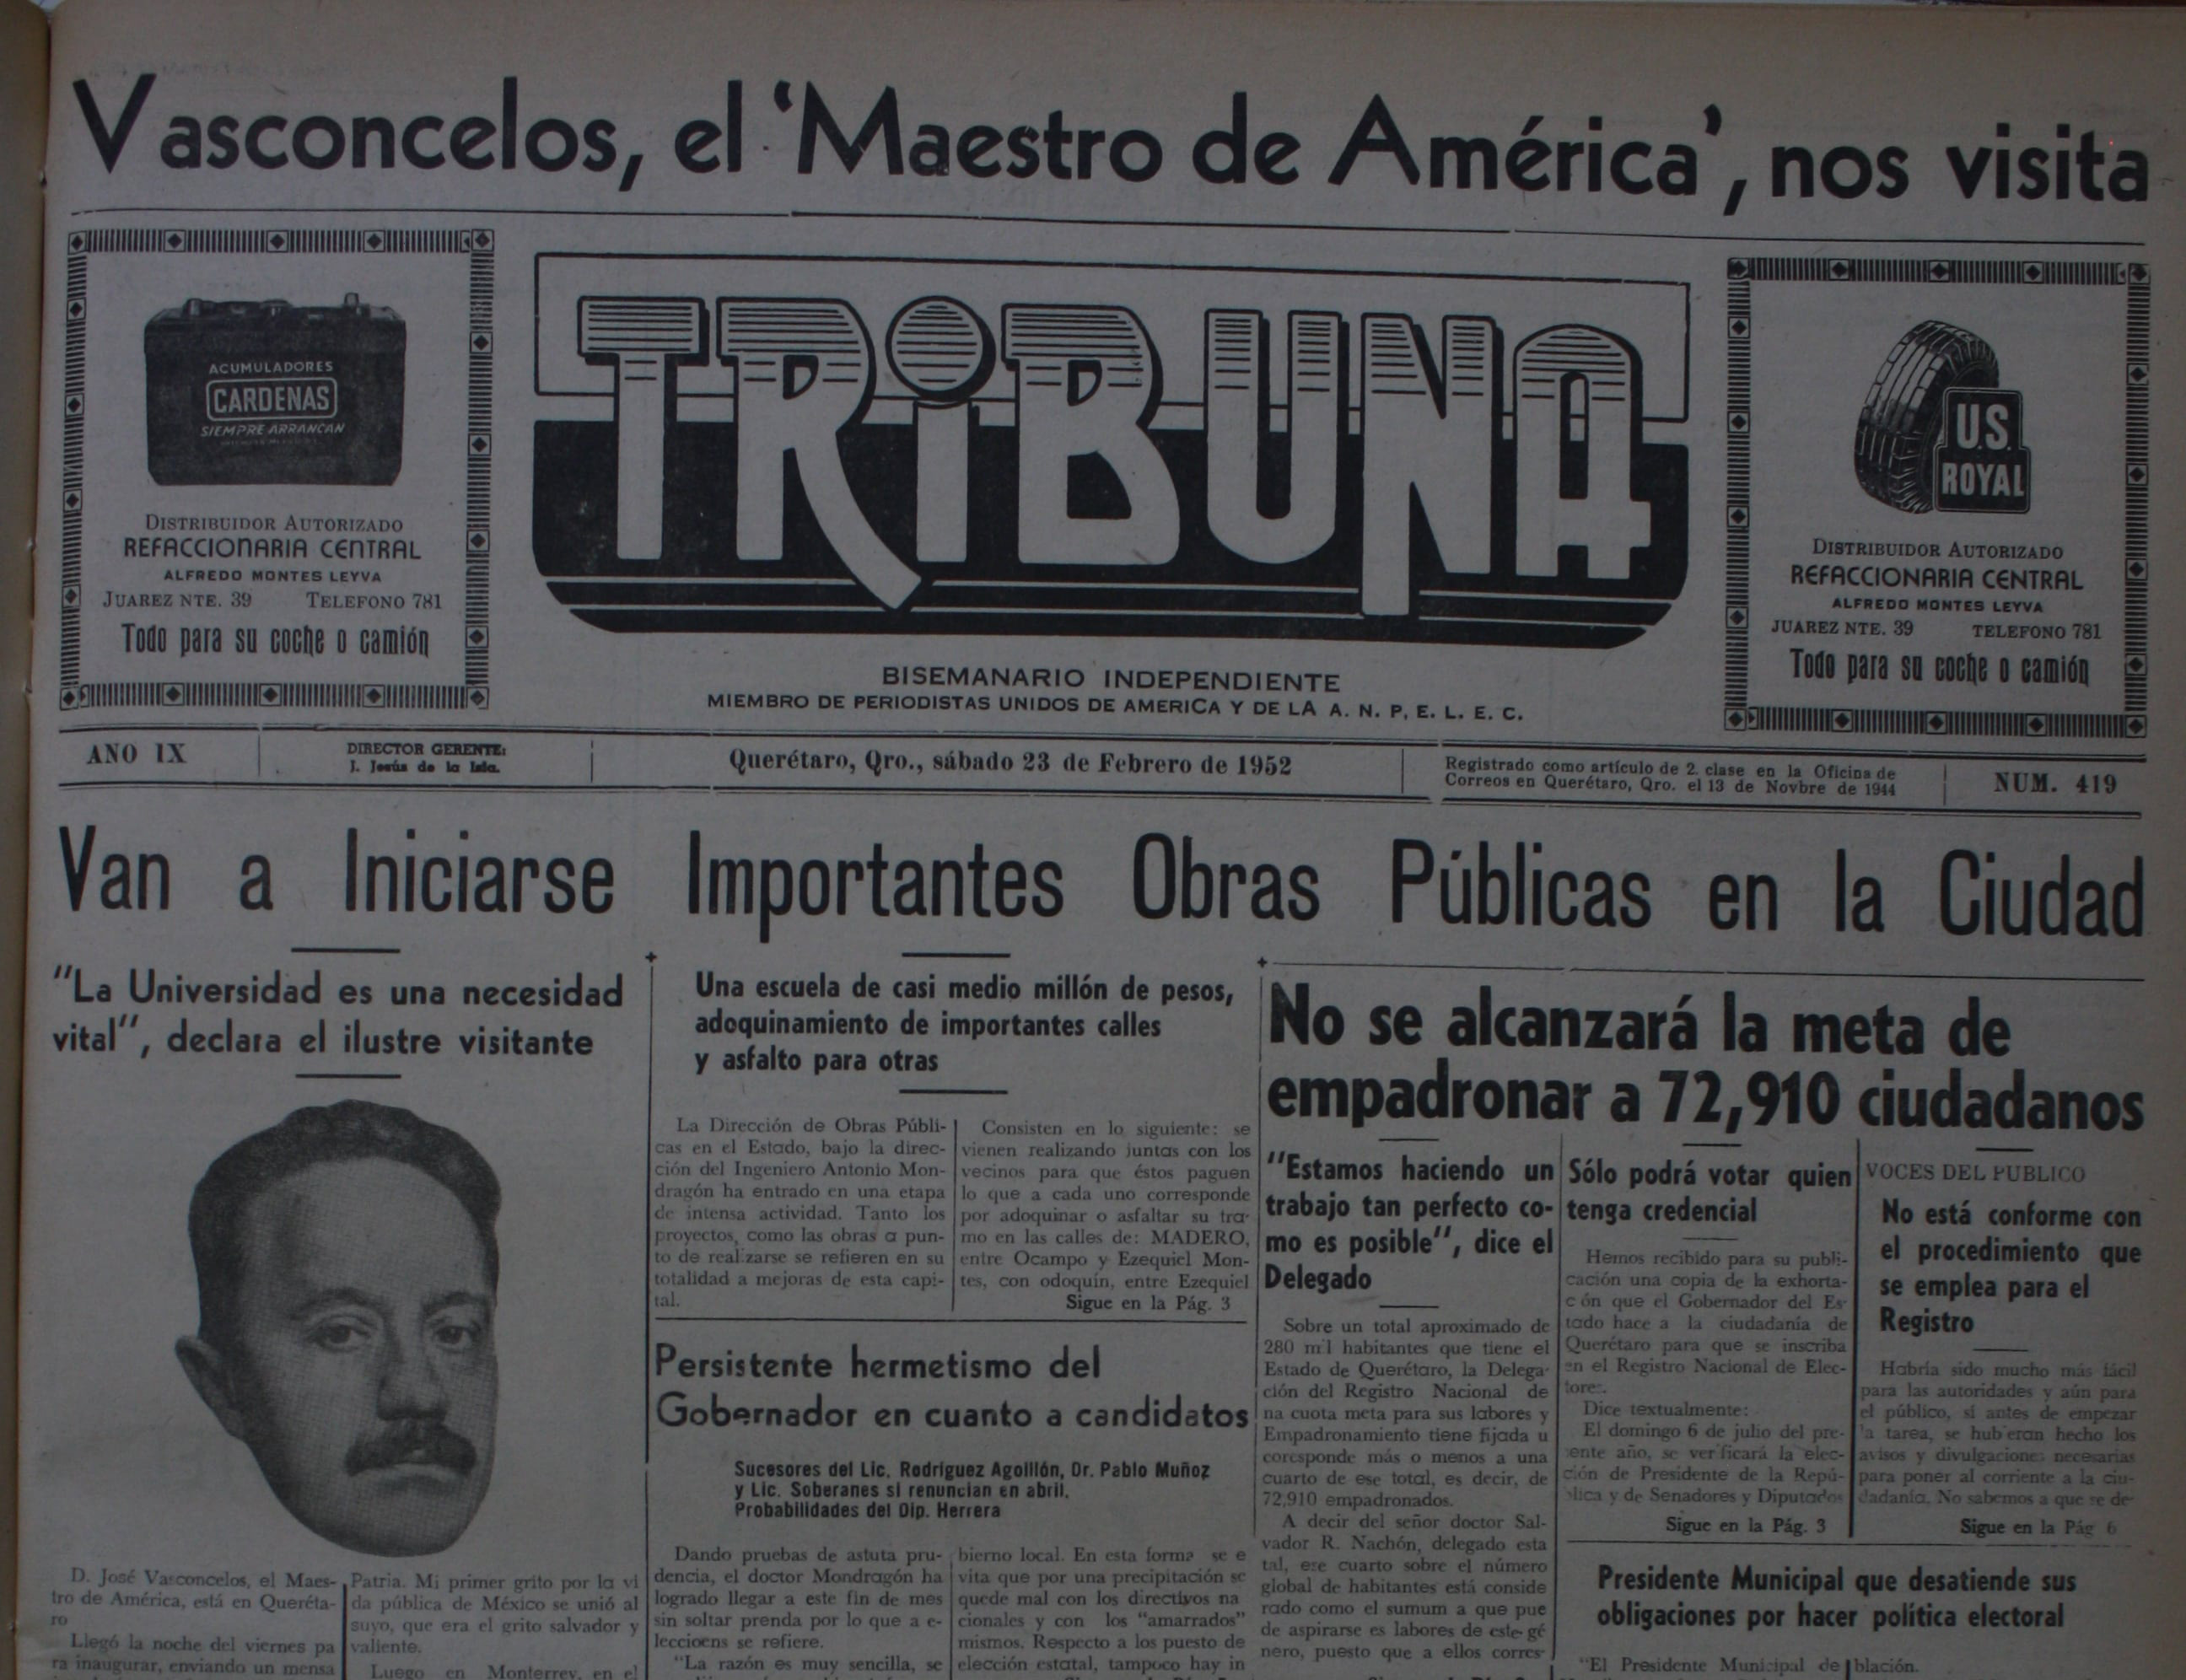 Vasconcelos, el 'Maestro de América', nos visita
ACUMULADORES
CARDENAS
SIEMPRE ARRANCAN
DISTRIBUIDOR AUTORIZADO
REFACCIONARIA CENTRAL
ALFREDO MONTES LEYVA
JUAREZ NTE. 39 TELEFONO 781
Todo para su coche o camión
TRiBUNA
BISEMANARIO INDEPENDIENTE
MIEMBRO DE PERIODISTAS UNIDOS DE AMERICA Y DE LA A. N. P. E. L. E. C.
U.S.
ROYAL
DISTRIBUIDOR AUTORIZADO
REFACCIONARIA CENTRAL
ALFREDO MONTES LEYVA
JUAREZ NTE. 39 TELEFONO 781
Todo para su coche o camión
ANO IX
DIRECTOR GERENTE:
J. Jesús de la Isla.
Querétaro, Qro., sábado 23 de Febrero de 1952
Registrado como artículo de 2. clase en la Oficina de
Correos en Querétaro, Qro. el 13 de Novbre de 1944
NUM. 419
Van a Iniciarse Importantes Obras Públicas en la Ciudad
"La Universidad es una necesidad
vital", declara el ilustre visitante
D. José Vasconcelos, el Maes-
tro de América, está en Queréta-
ro
Llegó la noche del viernes pa
ra inaugurar, enviando un mensa
Patria. Mi primer grito por la vi
da pública de México se unió al
suyo, que era el grito salvador y
valiente.
Luego en Monterrey, en el
Una escuela de casi medio millón de pesos,
adoquinamiento de importantes calles
y asfalto para otras
La Dirección de Obras Públi-
cas en el Estado, bajo la direc-
ción del Ingeniero Antonio Mon-
dragón ha entrado en una etapa
de intensa actividad. Tanto los
proyectos, como las obras a pun-
to de realizarse se refieren en su
totalidad a mejoras de esta capi-
tal.
Consisten en lo siguiente: se
vienen realizando juntas con los
vecinos para que éstos paguen
lo que a cada uno corresponde
por adoquinar o asfaltar su tra-
mo en las calles de: MADERO,
entre Ocampo y Ezequiel Mon-
tes, con odoquín, entre Ezequiel
Sigue en la Pág. 3
Persistente hermetismo del
Gobernador en cuanto a candidatos
Sucesores del Lic. Rodríguez Agoillón, Dr. Pablo Muñoz
y Lic. Soberanes si renuncian en abril.
Probabilidades del Dip. Herrera
Dando pruebas de astuta pru-
dencia, el doctor Mondragón ha
logrado llegar a este fin de mes
sin soltar prenda por lo que a e-
leccioens se refiere.
"La razón es muy sencilla, se
bierno local. En esta forma se e
vita que por una precipitación se
quede mal con los directivos na
cionales y con los "amarrados"
mismos. Respecto a los puesto de
elección estatal, tampoco hay in
No se alcanzará la meta de
empadronar a 72,910 ciudadanos
"Estamos haciendo un
trabajo tan perfecto co-
mo es posible", dice el
Delegado
Sobre un total aproximado de
280 mil habitantes que tiene el
Estado de Querétaro, la Delega-
ción del Registro Nacional de
na cuota meta para sus labores y
Empadronamiento tiene fijada u
coresponde más o menos a una
cuarto de ese total, es decir, de
72,910 empadronados.
A decir del señor doctor Sal-
vador R. Nachón, delegado esta
tal, ese cuarto sobre el número
global de habitantes está conside
rado como el sumum a que pue
de aspirarse es labores de este gé
nero, puesto que a ellos corres-
Sólo podrá votar quien
tenga credencial
Hemos recibido para su publi-
cación una copia de la exhorta-
c ón que el Gobernador del Es-
tado hace a la ciudadanía de
Querétaro para que se inscriba
en el Registro Nacional de Elec-
tores.
Dice textualmente:
El domingo 6 de julio del pre-
sente año, se ver ficará la elec-
ción de Presidente de la Repú-
blica y de Senadores y Diputados
Sigue en la Pág. 3
VOCES DEL PUBLICO
No está conforme con
el procedimiento que
se emplea para el
Registro
Habría sido mucho más fácil
para las autoridades y aún para
el público, si antes de empezar
la tarea, se hub'eran hecho los
avisos y divulgaciones necesarias
para poner al corriente a la ciu-
dadanía. No sabemos a que se de-
Sigue en la Pág 6
Presidente Municipal que desatiende sus
obligaciones por hacer política electoral
"El Presidente Municipal de
blación.